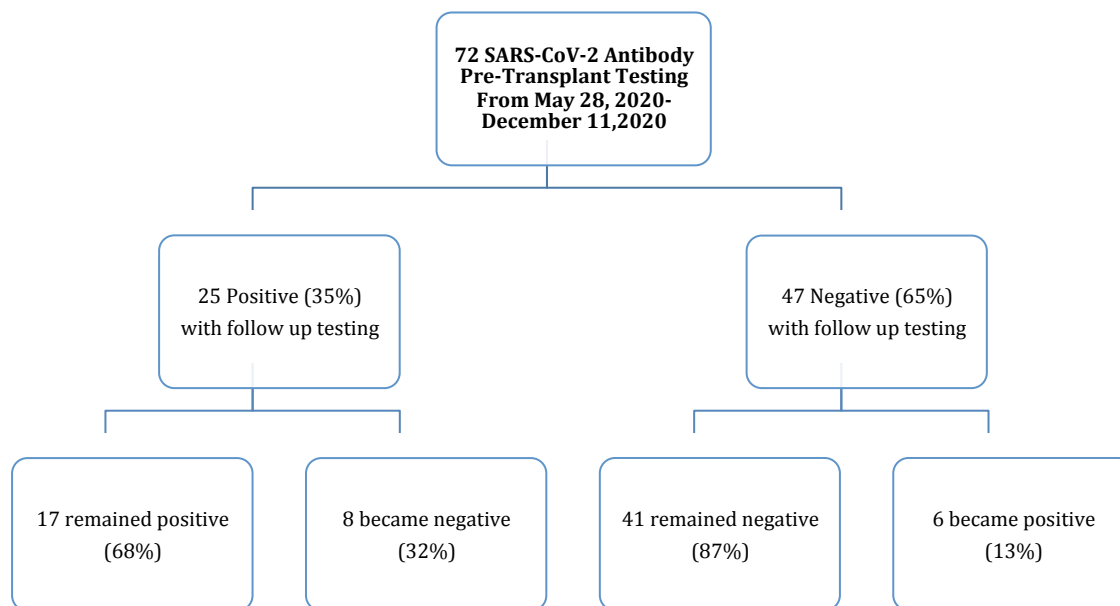 72 SARS-CoV-2 Antibody
Pre-Transplant Testing
From May 28, 2020-
December 11,2020
25 Positive (35%)
with follow up testing
47 Negative (65%)
with follow up testing
17 remained positive
(68%)
8 became negative
(32%)
41 remained negative
(87%)
6 became positive
(13%)